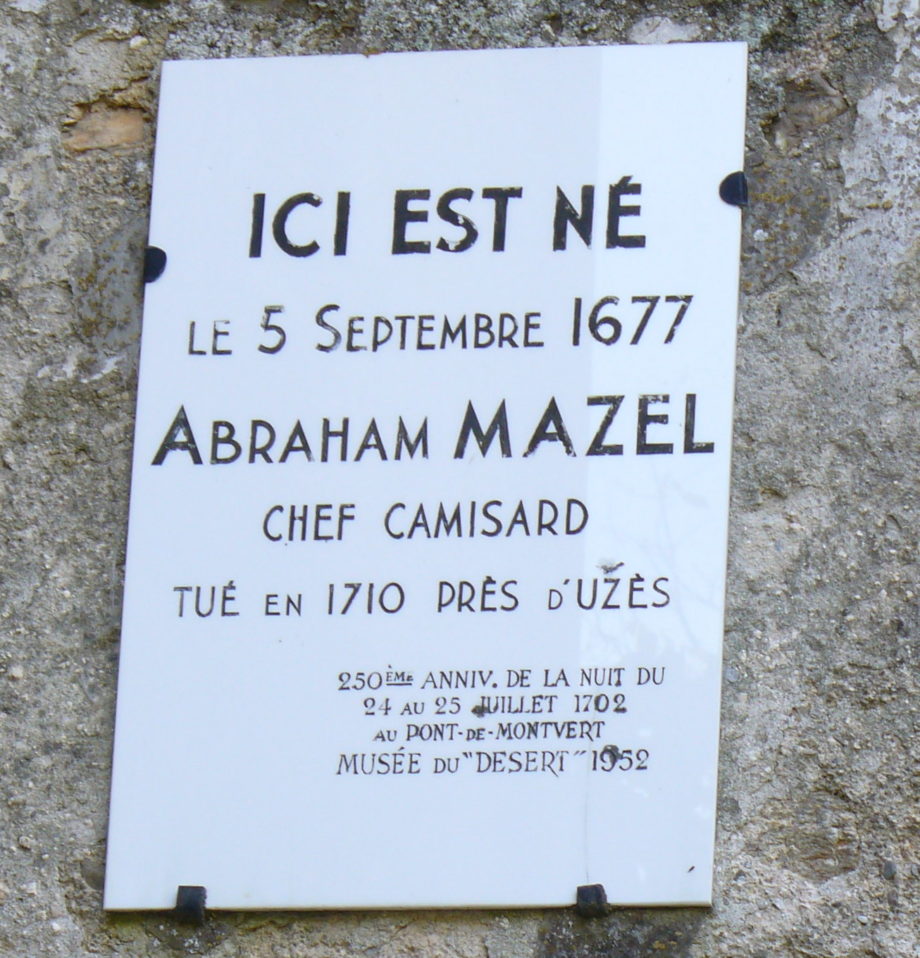 ICI EST NÉ
LE 5 SEPTEMBRE 1677
ABRAHAM MAZEL
CHEF CAMISARD
TUÉ EN 1710 PRÈS D'UZÈS
250ÈME ANNIV. DE LA NUIT DU
24 AU 25 JUILLET 1702
AU PONT-DE-MONTVERT
MUSÉE DU "DESERT" 1952